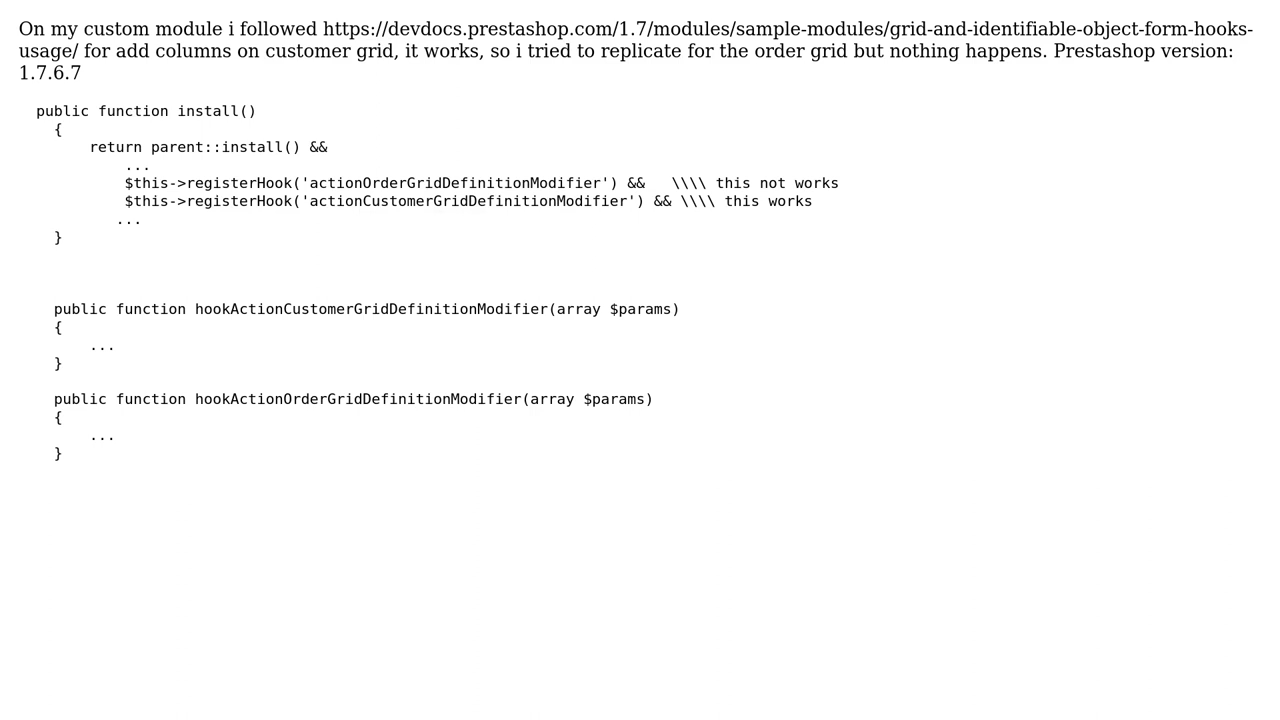 On my custom module i followed https://devdocs.prestashop.com/1.7/modules/sample-modules/grid-and-identifiable-object-form-hooks-
usage/ for add columns on customer grid, it works, so i tried to replicate for the order grid but nothing happens. Prestashop version:
1.7.6.7
public function install()
{
return parent::install() &&
...
$this->registerHook('actionOrderGridDefinitionModifier') &&   \\\\ this not works
$this->registerHook('actionCustomerGridDefinitionModifier') && \\\\ this works
...
}
public function hookActionCustomerGridDefinitionModifier(array $params)
{
...
}
public function hookActionOrderGridDefinitionModifier(array $params)
{
...
}